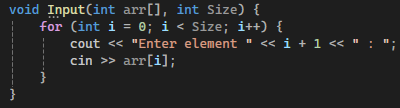 void Input(int arr[], int Size) {
    for (int i = 0; i < Size; i++) {
        cout << "Enter element " << i + 1 << " : ";
        cin >> arr[i];
    }
}